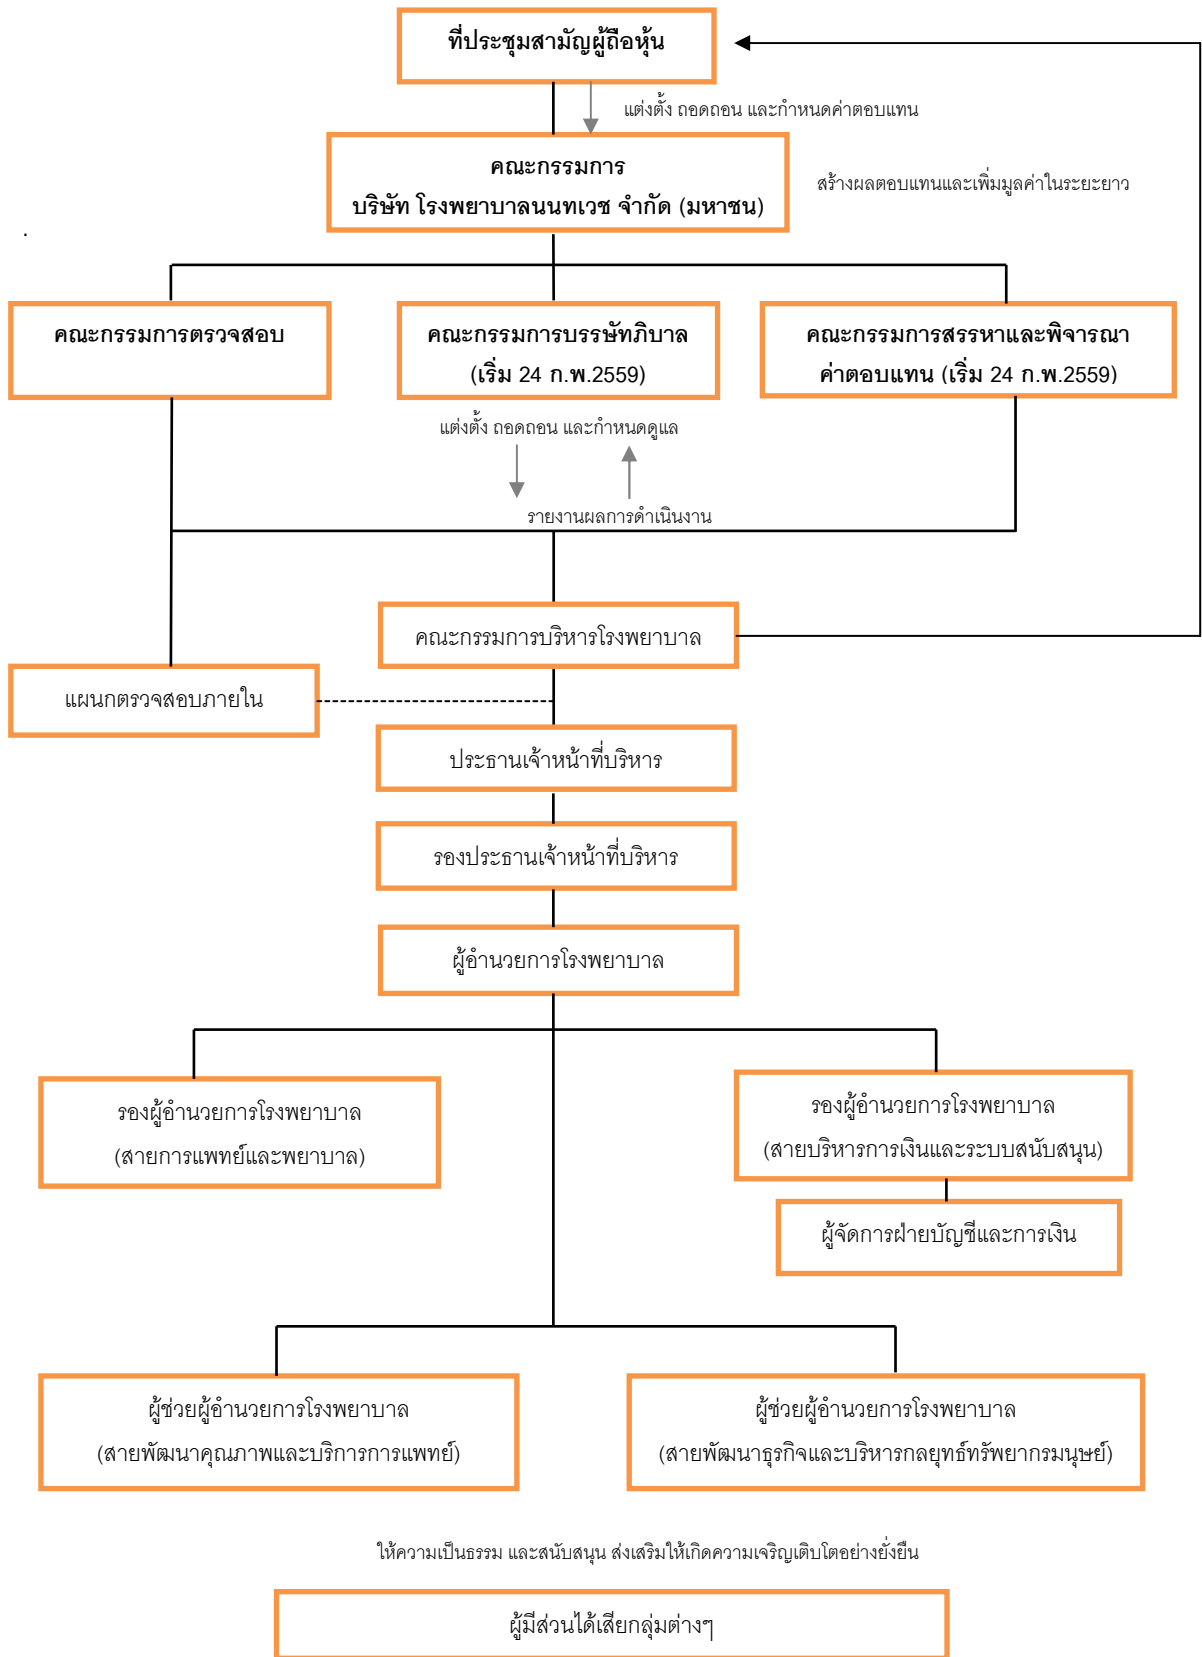 ที่ประชุมสามัญผู้ถือหุ้น
แต่งตั้ง ถอดถอน และกำหนดค่าตอบแทน
คณะกรรมการ
บริษัท โรงพยาบาลนนทเวช จำกัด (มหาชน)
สร้างผลตอบแทนและเพิ่มมูลค่าในระยะยาว
.
คณะกรรมการตรวจสอบ
คณะกรรมการบรรษัทภิบาล
(เริ่ม 24 ก.พ.2559)
คณะกรรมการสรรหาและพิจารณา
ค่าตอบแทน (เริ่ม 24 ก.พ.2559)
แต่งตั้ง ถอดถอน และกำหนดดูแล
รายงานผลการดำเนินงาน
คณะกรรมการบริหารโรงพยาบาล
แผนกตรวจสอบภายใน
ประธานเจ้าหน้าที่บริหาร
รองประธานเจ้าหน้าที่บริหาร
ผู้อำนวยการโรงพยาบาล
รองผู้อำนวยการโรงพยาบาล
(สายการแพทย์และพยาบาล)
รองผู้อำนวยการโรงพยาบาล
(สายบริหารการเงินและระบบสนับสนุน)
ผู้จัดการฝ่ายบัญชีและการเงิน
ผู้ช่วยผู้อำนวยการโรงพยาบาล
(สายพัฒนาคุณภาพและบริการการแพทย์)
ผู้ช่วยผู้อำนวยการโรงพยาบาล
(สายพัฒนาธุรกิจและบริหารกลยุทธ์ทรัพยากรมนุษย์)
ให้ความเป็นธรรม และสนับสนุน ส่งเสริมให้เกิดความเจริญเติบโตอย่างยั่งยืน
ผู้มีส่วนได้เสียกลุ่มต่างๆ